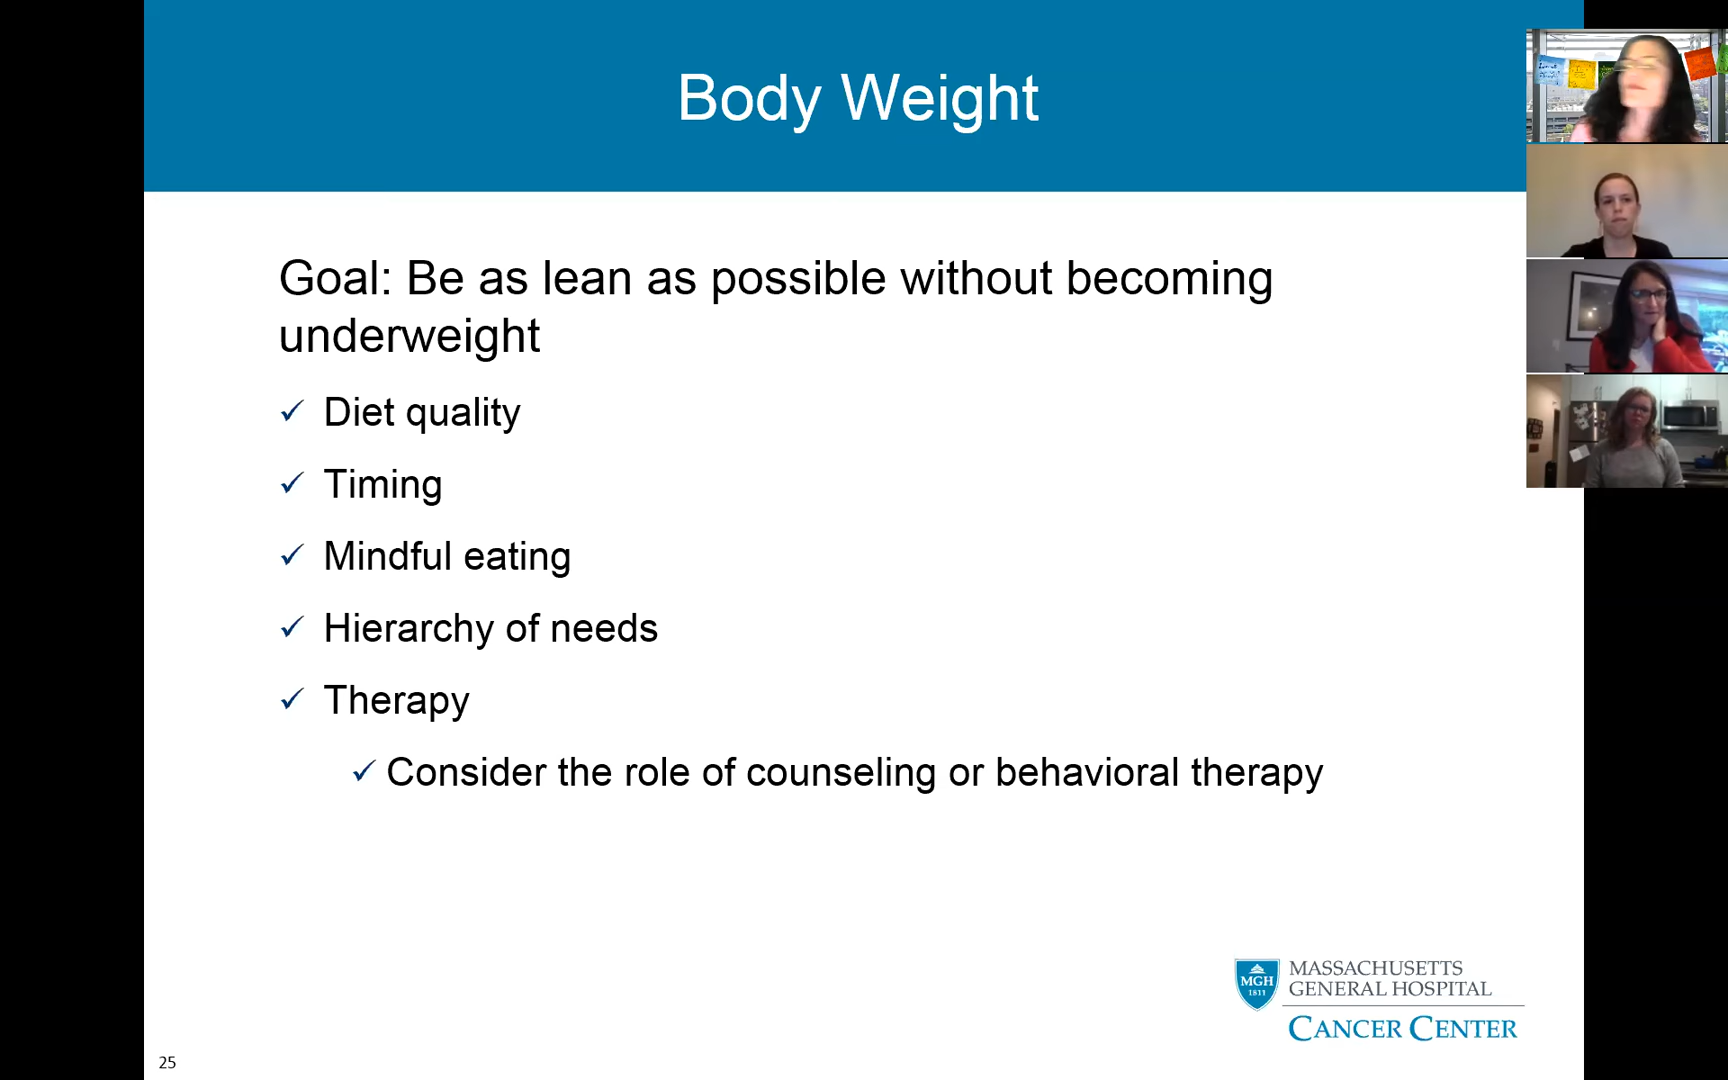 Body Weight
Goal: Be as lean as possible without becoming
underweight
✓ Diet quality
✓ Timing
✓ Mindful eating
✓ Hierarchy of needs
✓ Therapy
✓ Consider the role of counseling or behavioral therapy
MGH
1811
MASSACHUSETTS
GENERAL HOSPITAL
CANCER CENTER
25